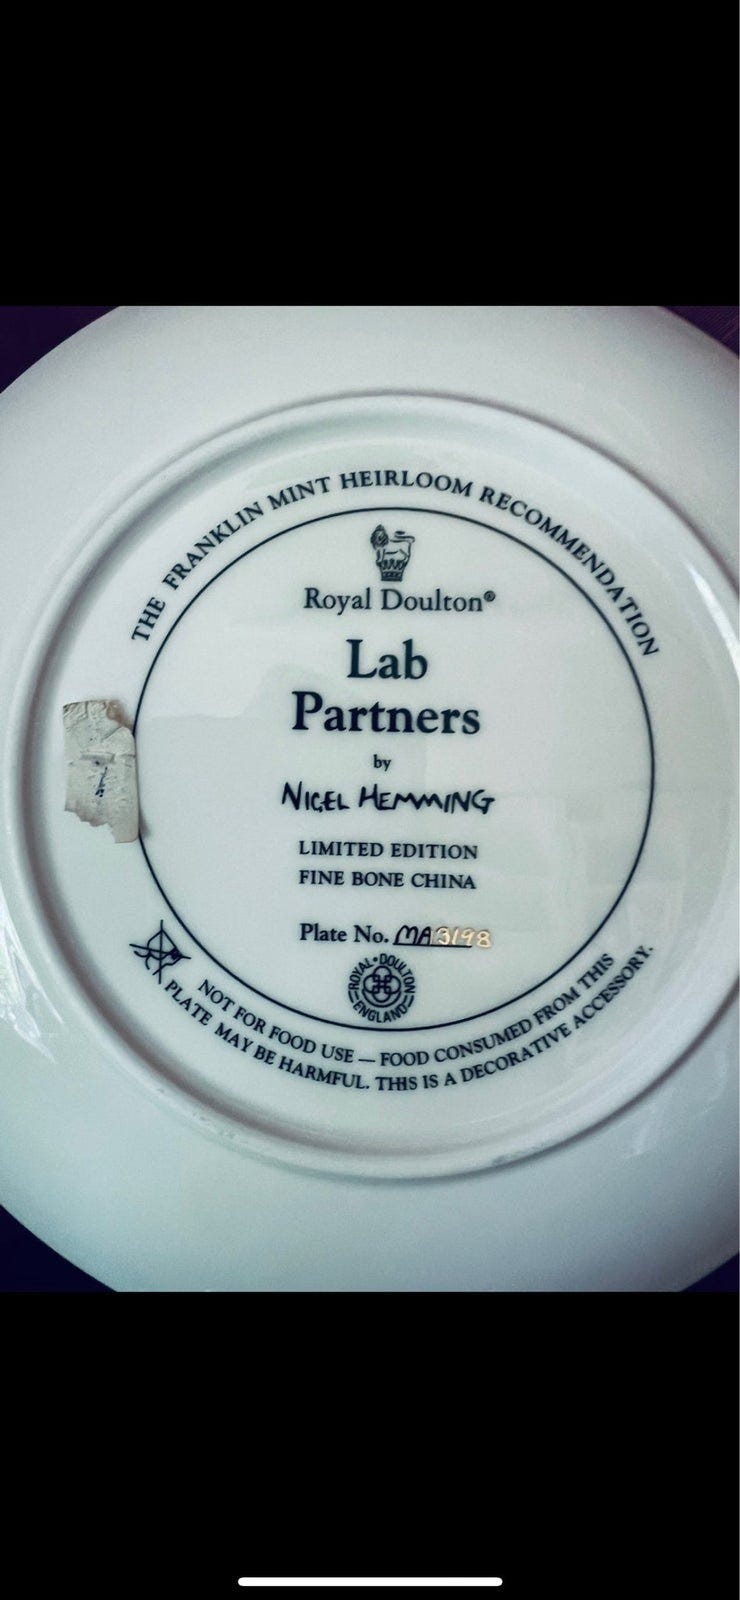 THE FRANKLIN MINT HEIRLOOM RECOMMENDATION
Royal Doulton®
Lab
Partners
by
NIGEL HEMMING
LIMITED EDITION
FINE BONE CHINA
Plate No. MA3198
ROYAL • DOULTON
ENGLAND
NOT FOR FOOD USE — FOOD CONSUMED FROM THIS
PLATE MAY BE HARMFUL. THIS IS A DECORATIVE ACCESSORY.